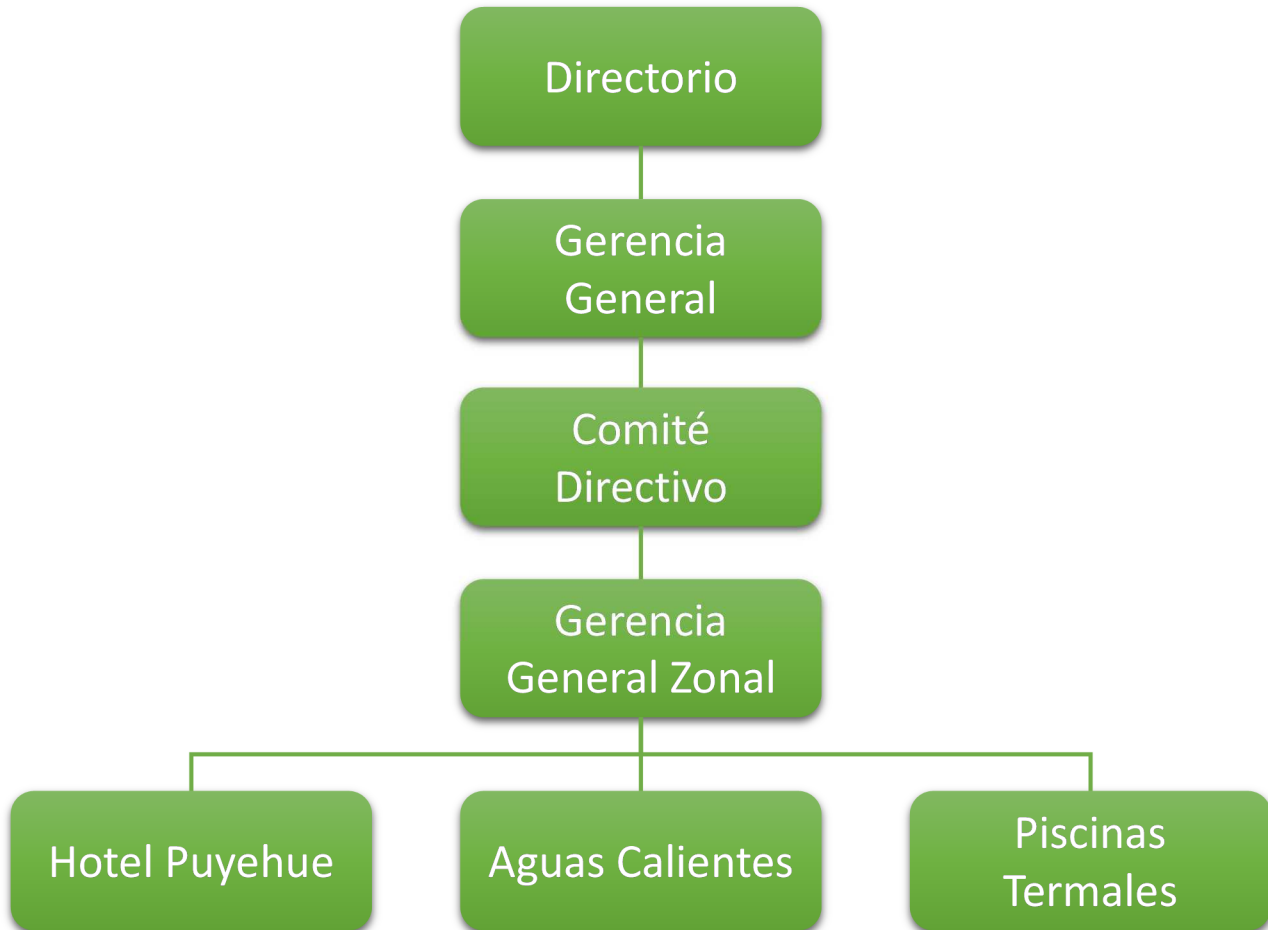 Directorio
Gerencia
General
Comité
Directivo
Gerencia
General Zonal
Hotel Puyehue
Aguas Calientes
Piscinas
Termales